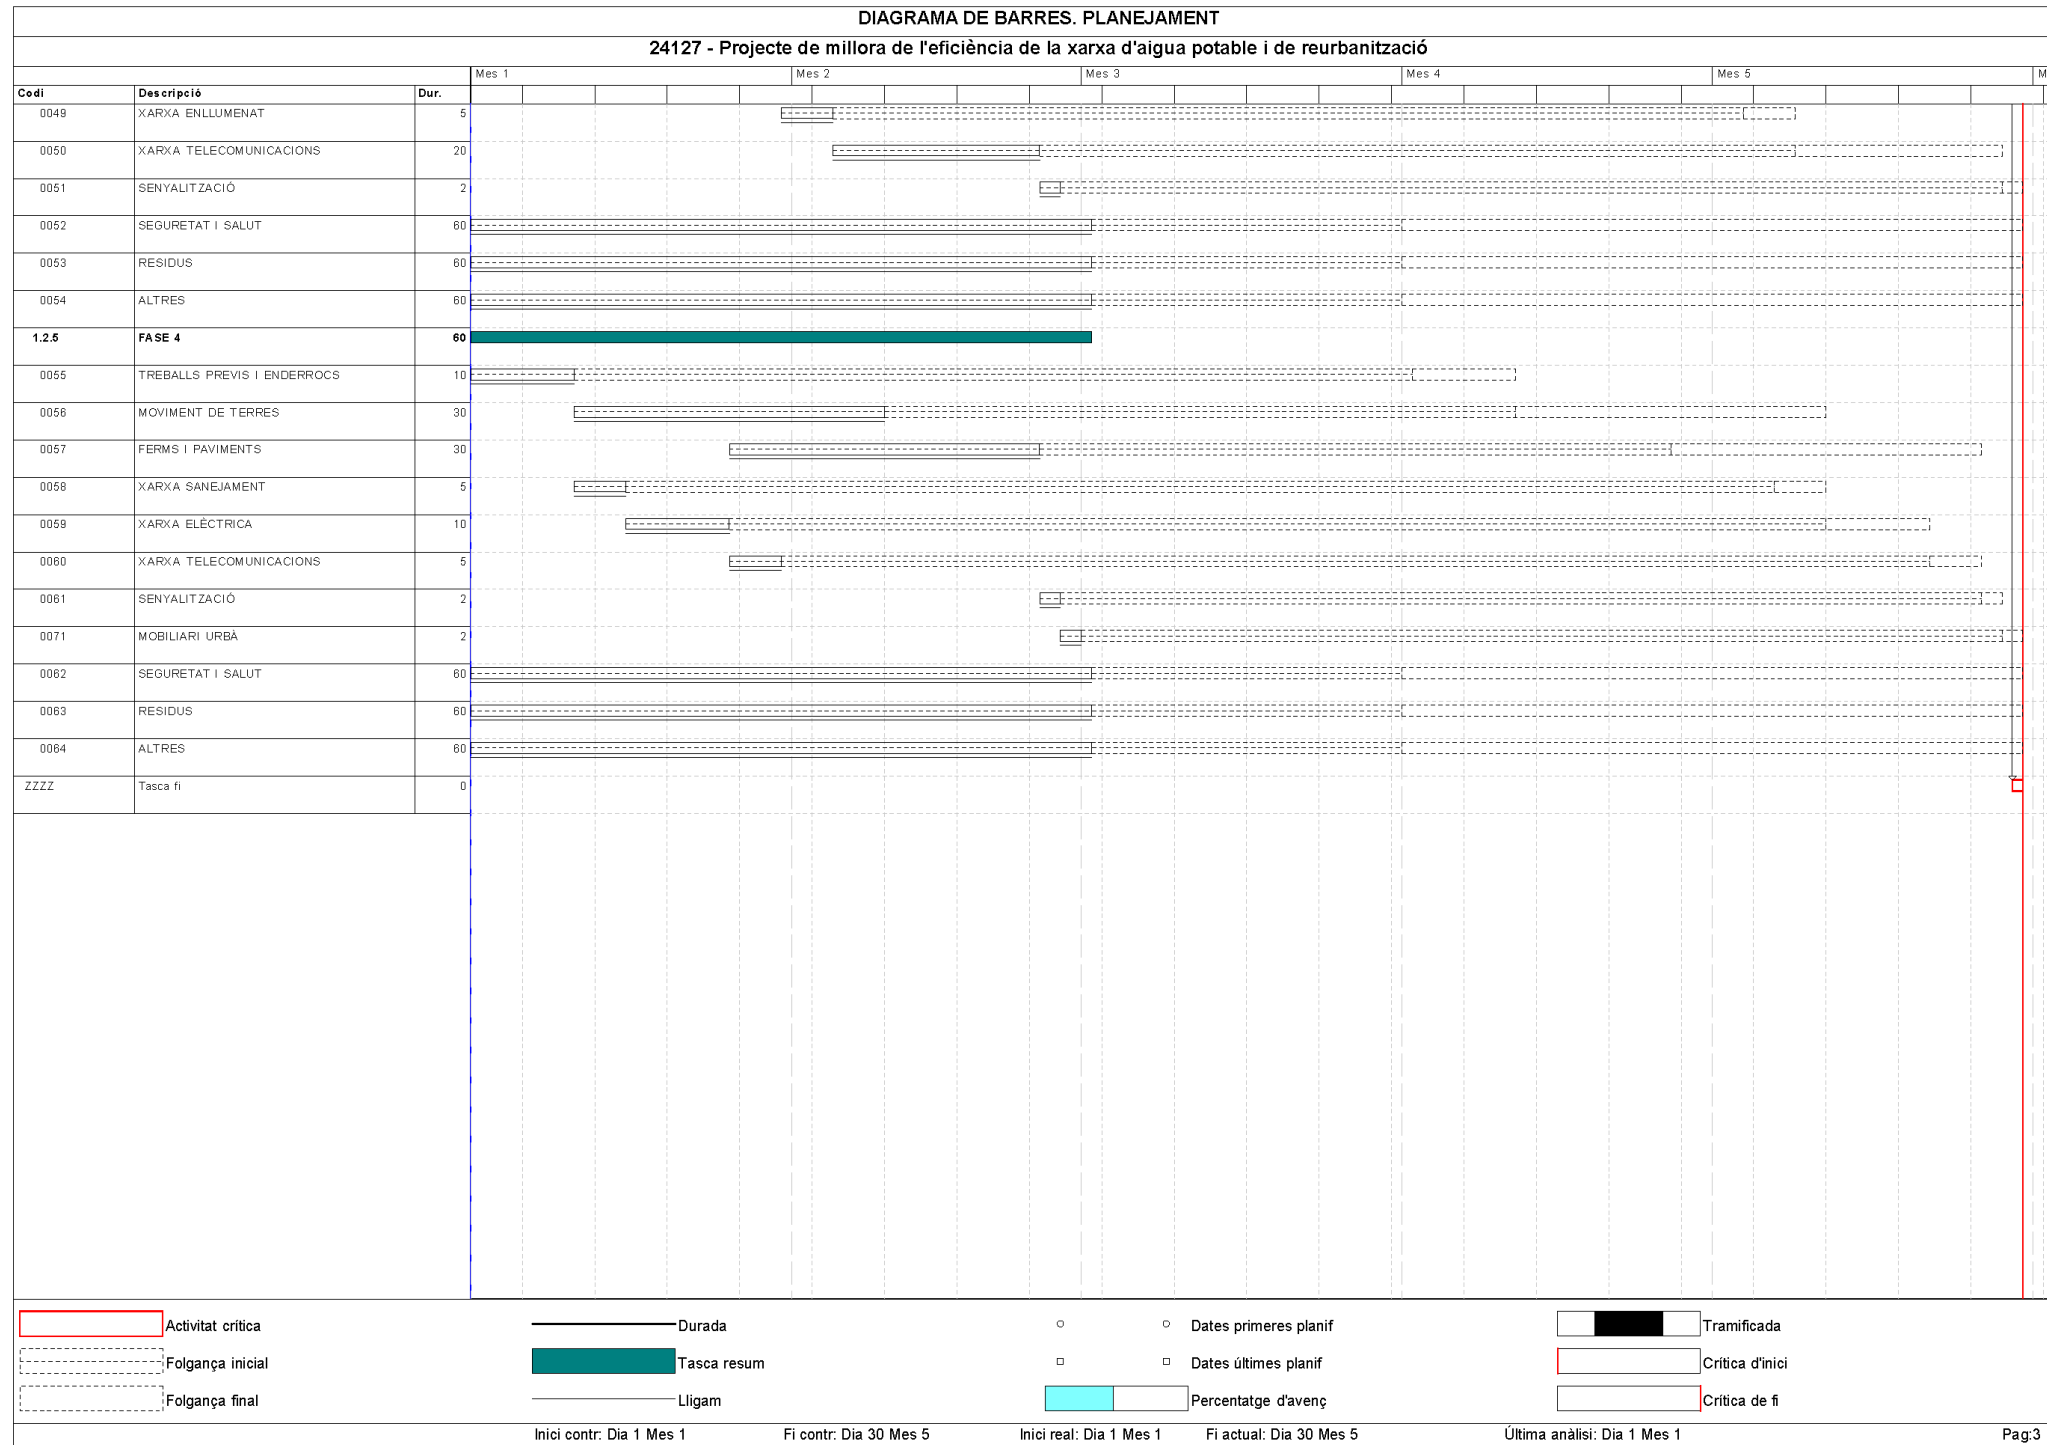 DIAGRAMA DE BARRES. PLANEJAMENT
24127 - Projecte de millora de l'eficiència de la xarxa d'aigua potable i de reurbanització
Mes 1 Mes 2 Mes 3 Mes 4 Mes 5 M
Codi Descripció Dur.
0049 XARXA ENLLUMENAT 5
0050 XARXA TELECOMUNICACIONS 20
0051 SENYALITZACIÓ 2
0052 SEGURETAT I SALUT 60
0053 RESIDUS 60
0054 ALTRES 60
1.2.5 FASE 4 60
0055 TREBALLS PREVIS I ENDERROCS 10
0056 MOVIMENT DE TERRES 30
0057 FERMS I PAVIMENTS 30
0058 XARXA SANEJAMENT 5
0059 XARXA ELÈCTRICA 10
0060 XARXA TELECOMUNICACIONS 5
0061 SENYALITZACIÓ 2
0071 MOBILIARI URBÀ 2
0062 SEGURETAT I SALUT 60
0063 RESIDUS 60
0064 ALTRES 60
ZZZZ Tasca fi 0
Activitat crítica Durada Dates primeres planif Tramificada
Folgança inicial Tasca resum Dates últimes planif Crítica d'inici
Folgança final Lligam Percentatge d'avenç Crítica de fi
Inici contr: Dia 1 Mes 1 Fi contr: Dia 30 Mes 5 Inici real: Dia 1 Mes 1 Fi actual: Dia 30 Mes 5 Última anàlisi: Dia 1 Mes 1 Pag:3